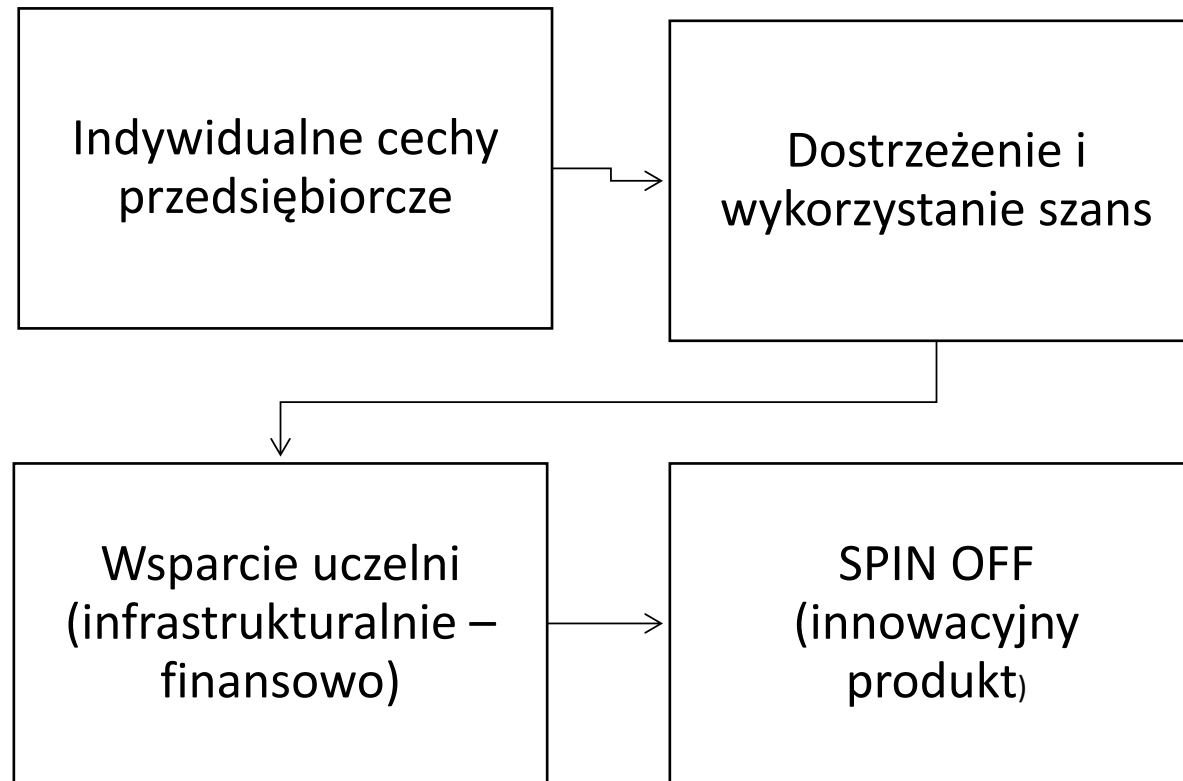 Indywidualne cechy
przedsiębiorcze
Dostrzeżenie i
wykorzystanie szans
Wsparcie uczelni
(infrastrukturalnie –
finansowo)
SPIN OFF
(innowacyjny
produkt)